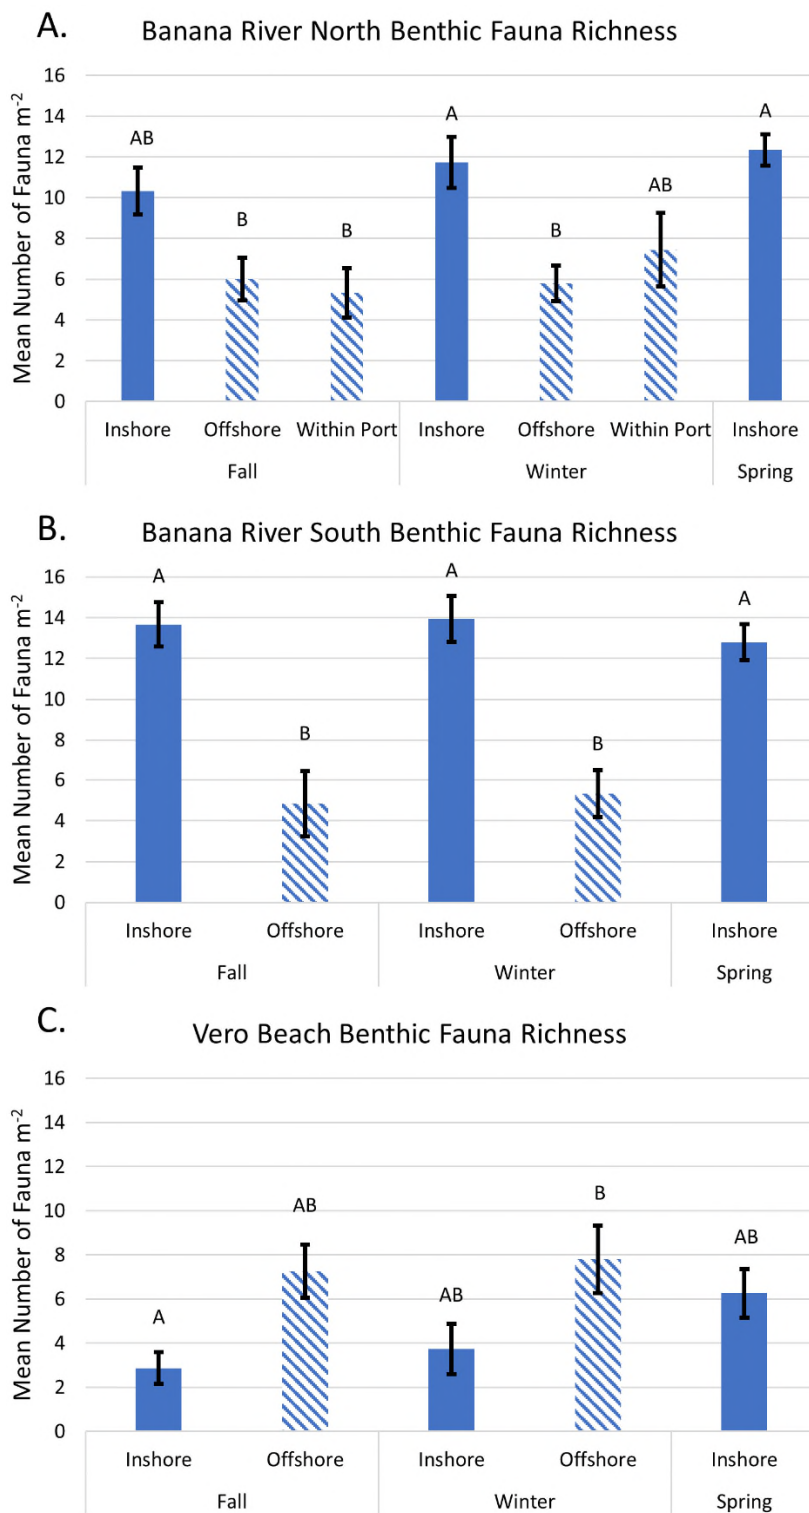 A.
Banana River North Benthic Fauna Richness
Mean Number of Fauna m-2
16
14
12
10
8
6
4
2
0
AB
B
B
A
B
AB
A
Inshore Offshore Within Port Inshore Offshore Within Port Inshore
Fall Winter Spring
B.
Banana River South Benthic Fauna Richness
Mean Number of Fauna m-2
16
14
12
10
8
6
4
2
0
A
B
A
B
A
Inshore Offshore Inshore Offshore Inshore
Fall Winter Spring
C.
Vero Beach Benthic Fauna Richness
Mean Number of Fauna m-2
16
14
12
10
8
6
4
2
0
A
AB
AB
B
AB
Inshore Offshore Inshore Offshore Inshore
Fall Winter Spring